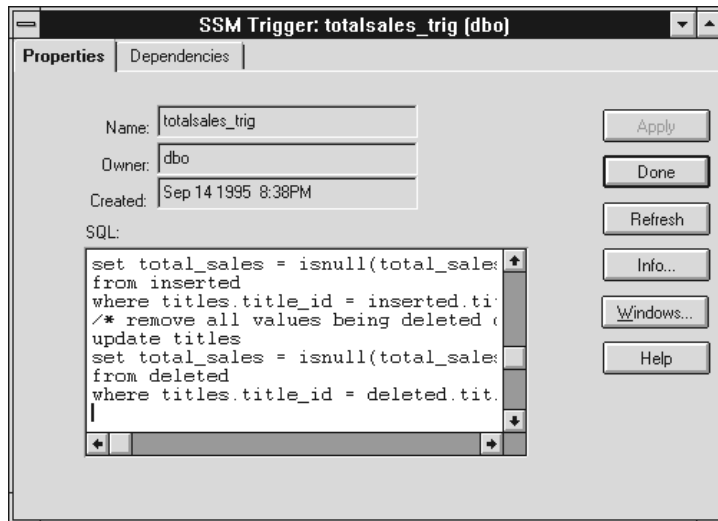 SSM Trigger: totalsales_trig (dbo)
Properties
Dependencies
Name: totalsales_trig
Owner: dbo
Created: Sep 14 1995 8:38PM
SQL:
set total_sales = isnull(total_sales
from inserted
where titles.title_id = inserted.ti
/* remove all values being deleted
update titles
set total_sales = isnull(total_sales
from deleted
where titles.title_id = deleted.tit
Apply
Done
Refresh
Info...
Windows...
Help